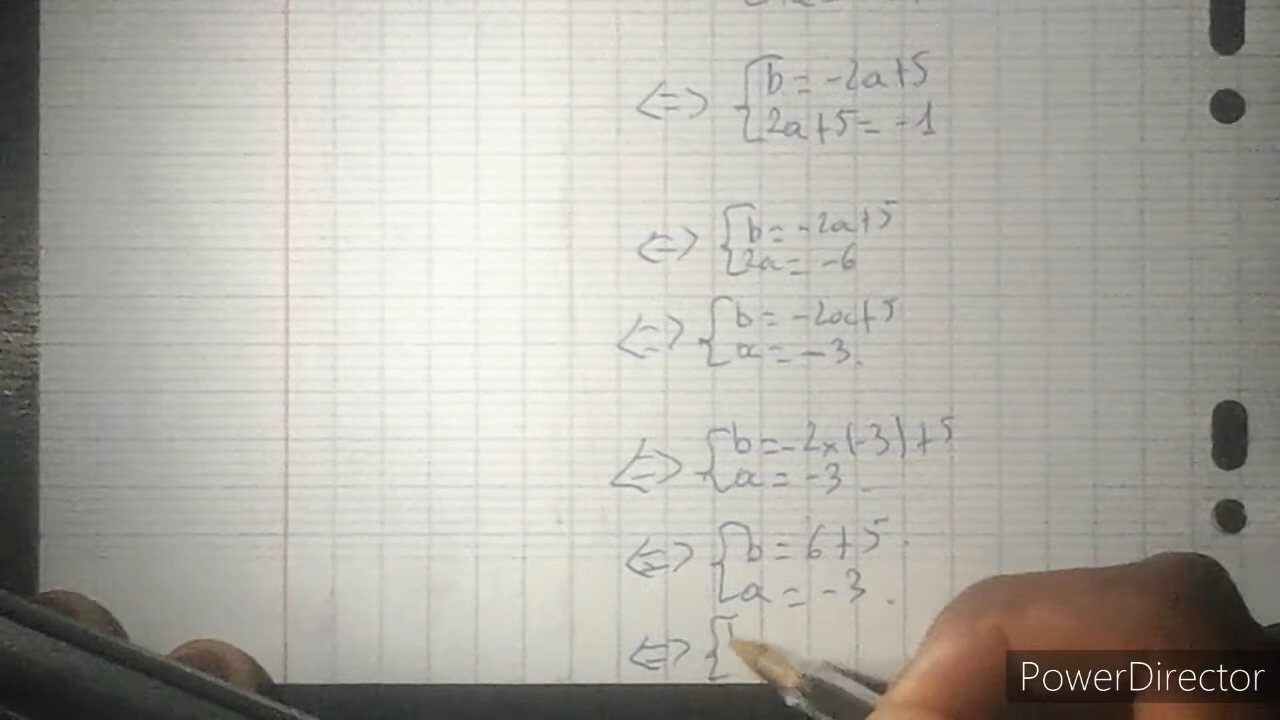 <=> { b = -2a+5
2a+5 = -1
<=> { b = -2a+5
2a = -6
<=> { b = -2a+5
a = -3.
<=> { b = -2x(-3)+5
a = -3
<=> { b = 6+5.
a = -3.
<=> {
PowerDirector